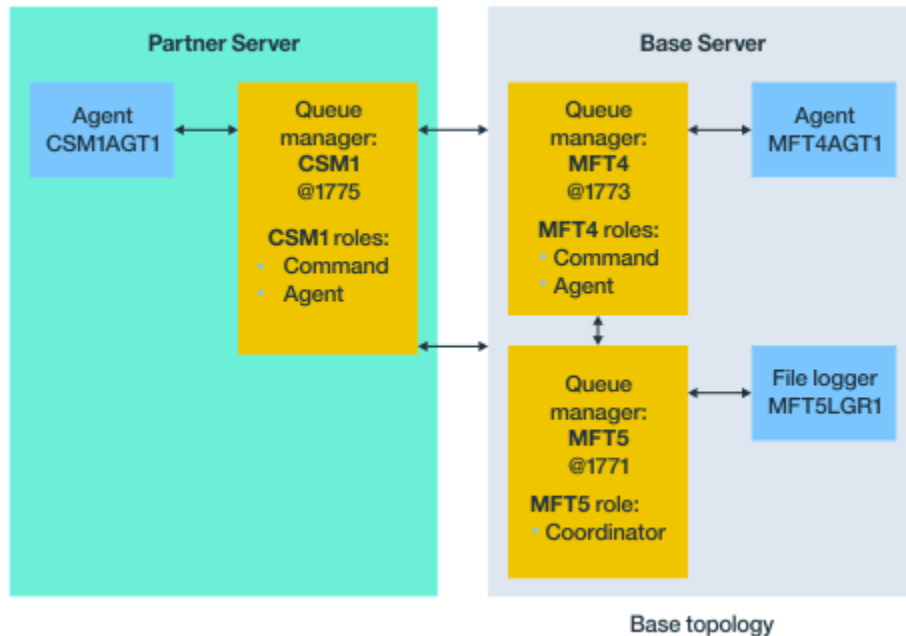 Partner Server
Agent
CSM1AGT1
Queue
manager:
CSM1
@1775
CSM1 roles:
• Command
• Agent
Base Server
Queue
manager:
MFT4
@1773
MFT4 roles:
• Command
• Agent
Agent
MFT4AGT1
Queue
manager:
MFT5
@1771
MFT5 role:
• Coordinator
File logger
MFT5LGR1
Base topology